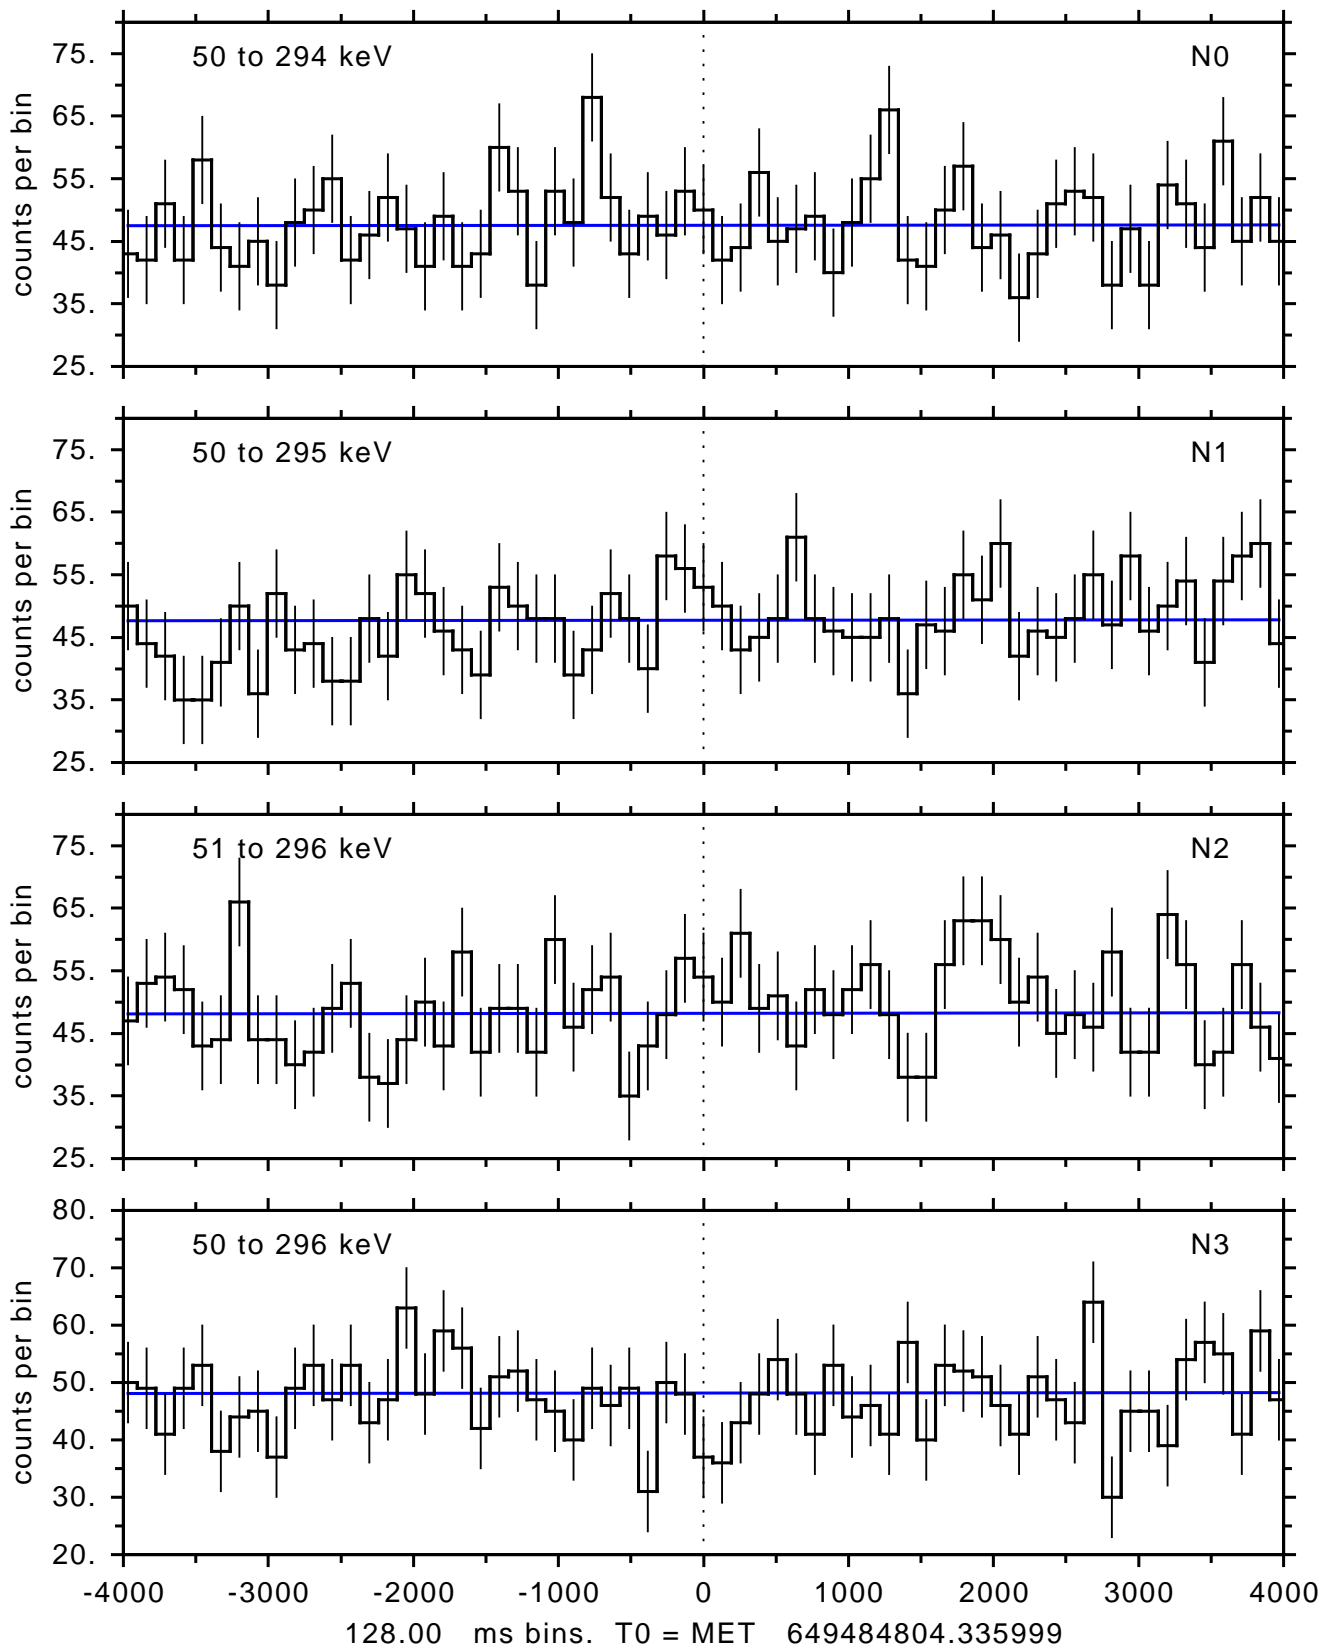 50 to 294 keV N0
75.
65.
55.
45.
35.
25.
counts per bin
50 to 295 keV N1
75.
65.
55.
45.
35.
25.
counts per bin
51 to 296 keV N2
75.
65.
55.
45.
35.
25.
counts per bin
50 to 296 keV N3
80.
70.
60.
50.
40.
30.
20.
counts per bin
-4000 -3000 -2000 -1000 0 1000 2000 3000 4000
128.00 ms bins. T0 = MET 649484804.335999